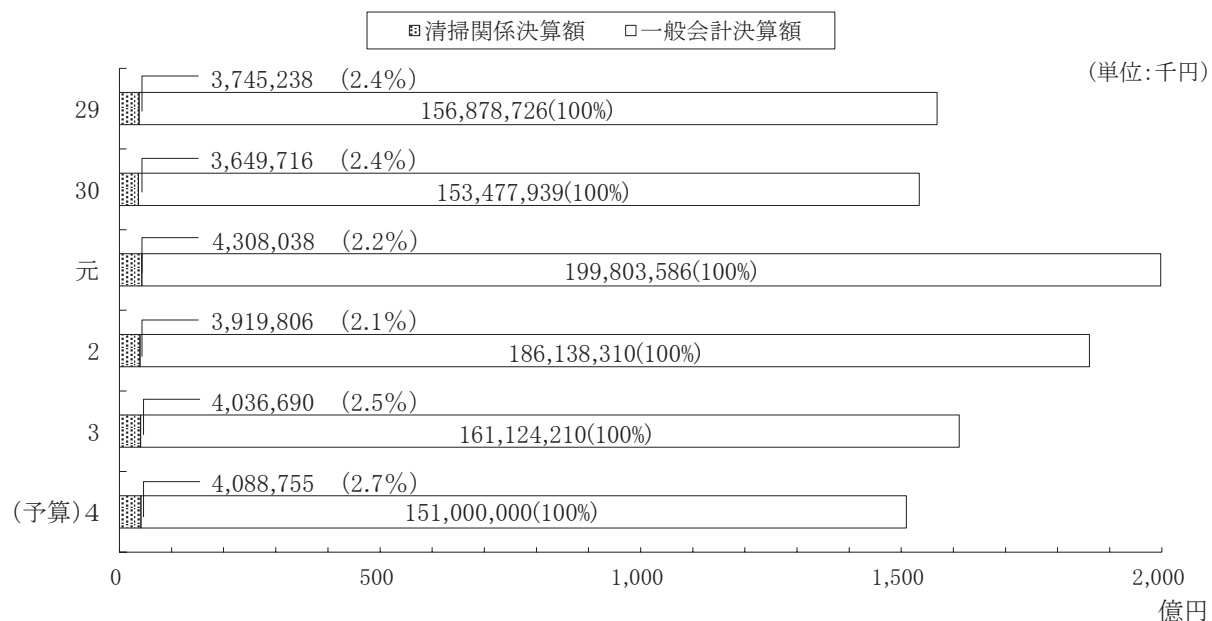 清掃関係決算額 一般会計決算額
(単位:千円)
3,745,238 (2.4%)
29 156,878,726(100%)
3,649,716 (2.4%)
30 153,477,939(100%)
4,308,038 (2.2%)
元 199,803,586(100%)
3,919,806 (2.1%)
2 186,138,310(100%)
4,036,690 (2.5%)
3 161,124,210(100%)
4,088,755 (2.7%)
(予算)4 151,000,000(100%)
0 500 1,000 1,500 2,000
億円